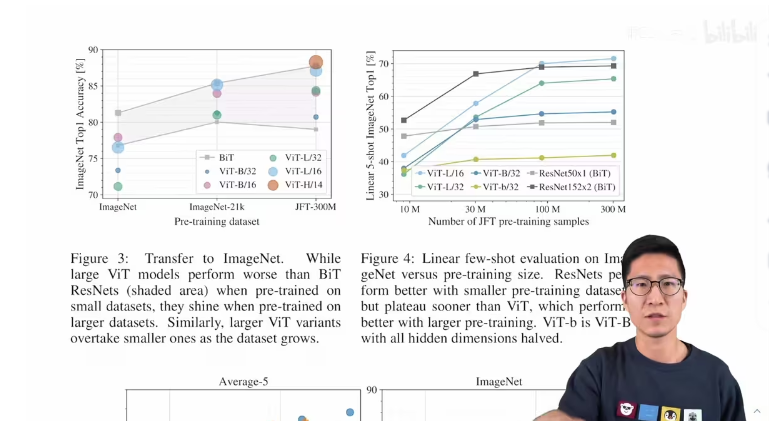 bilibili
90
85
80
75
70
ImageNet Top1 Accuracy [%]
BiT
ViT-B/32
ViT-B/16
ViT-L/32
ViT-L/16
ViT-H/14
ImageNet
ImageNet-21k
JFT-300M
Pre-training dataset
70
60
50
40
30
Linear 5-shot ImageNet Top1 [%]
ViT-L/16
ViT-L/32
ViT-B/32
ViT-b/32
ResNet50x1 (BiT)
ResNet152x2 (BiT)
10 M
30 M
100 M
300 M
Number of JFT pre-training samples
Figure 3: Transfer to ImageNet. While
large ViT models perform worse than BiT
ResNets (shaded area) when pre-trained on
small datasets, they shine when pre-trained on
larger datasets. Similarly, larger ViT variants
overtake smaller ones as the dataset grows.
Figure 4: Linear few-shot evaluation on Ima
geNet versus pre-training size. ResNets pe
form better with smaller pre-training datase
but plateau sooner than ViT, which perform
better with larger pre-training. ViT-b is ViT-B
with all hidden dimensions halved.
Average-5
90
ImageNet